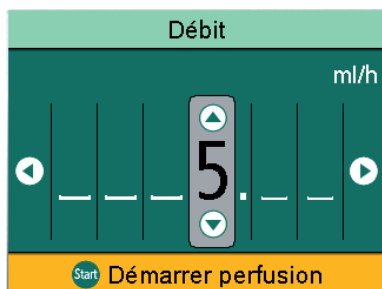 Débit
ml/h
_ _ _ 5 . _ _
Start Démarrer perfusion